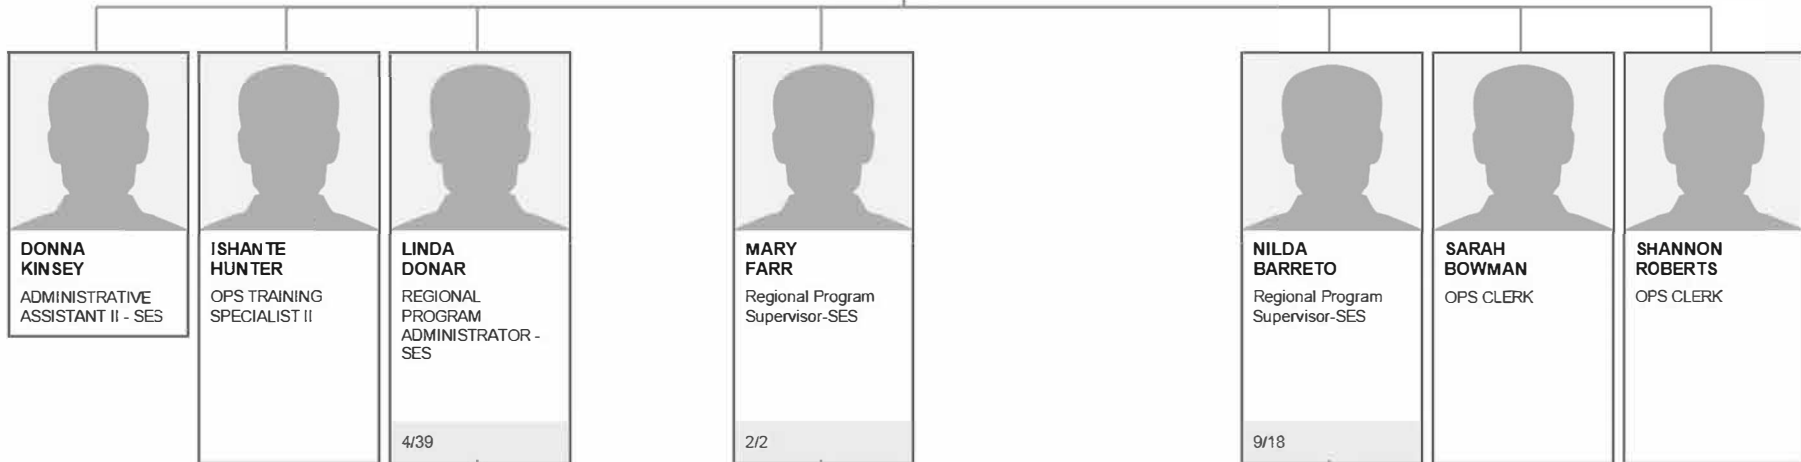 DONNA
KINSEY
ADMINISTRATIVE
ASSISTANT II - SES
ISHANTE
HUNTER
OPS TRAINING
SPECIALIST II
LINDA
DONAR
REGIONAL
PROGRAM
ADMINISTRATOR -
SES
4/39
MARY
FARR
Regional Program
Supervisor-SES
2/2
NILDA
BARRETO
Regional Program
Supervisor-SES
9/18
SARAH
BOWMAN
OPS CLERK
SHANNON
ROBERTS
OPS CLERK